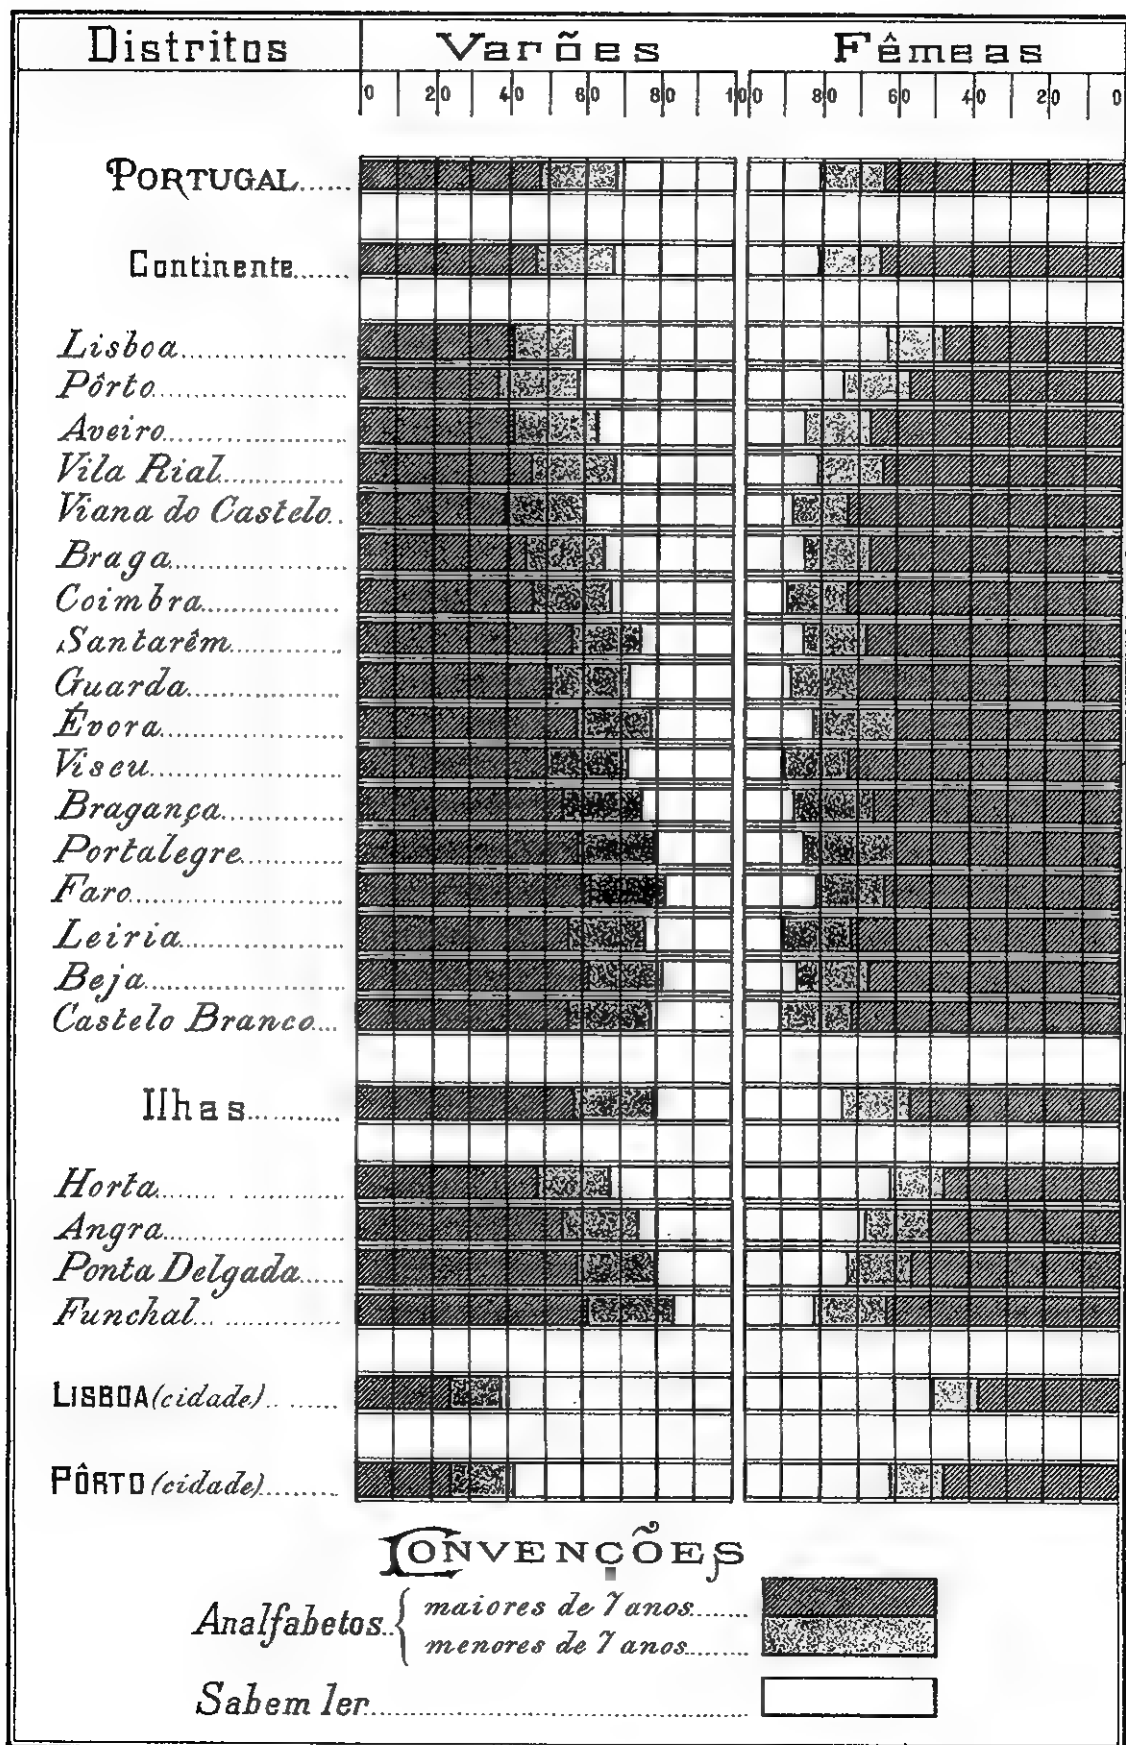 Distritos Varões Fêmeas
0 20 40 60 80 100 80 60 40 20 0
PORTUGAL......
Continente.......
Lisboa....................
Pôrto.......................
Aveiro......................
Vila Rial................
Viana do Castelo..
Braga.....................
Coimbra.................
Santarêm..............
Guarda...................
Évora.......................
Viseu.......................
Bragança...............
Portalegre.............
Faro.........................
Leiria.....................
Beja.........................
Castelo Branco....
Ilhas............
Horta......................
Angra.....................
Ponta Delgada......
Funchal..................
LISBOA (cidade).........
PÔRTO (cidade).........
CONVENÇÕES
Analfabetos.. maiores de 7 anos.......
menores de 7 anos.........
Sabem ler.............................................